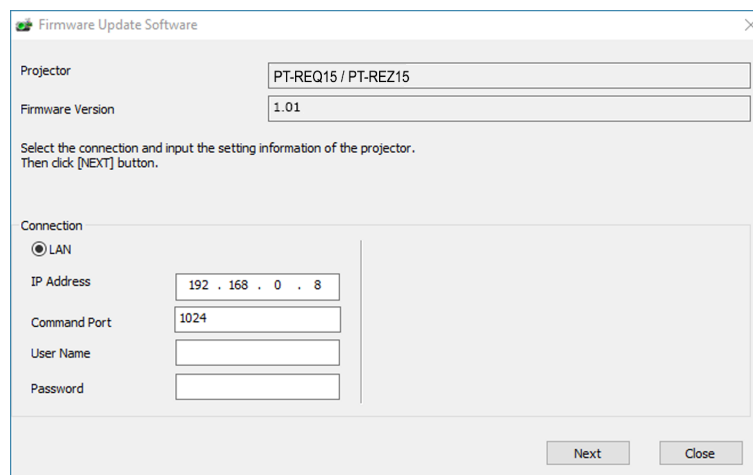 Firmware Update Software
Projector PT-REQ15 / PT-REZ15
Firmware Version 1.01
Select the connection and input the setting information of the projector.
Then click [NEXT] button.
Connection
LAN
IP Address 192 . 168 . 0 . 8
Command Port 1024
User Name
Password
Next Close